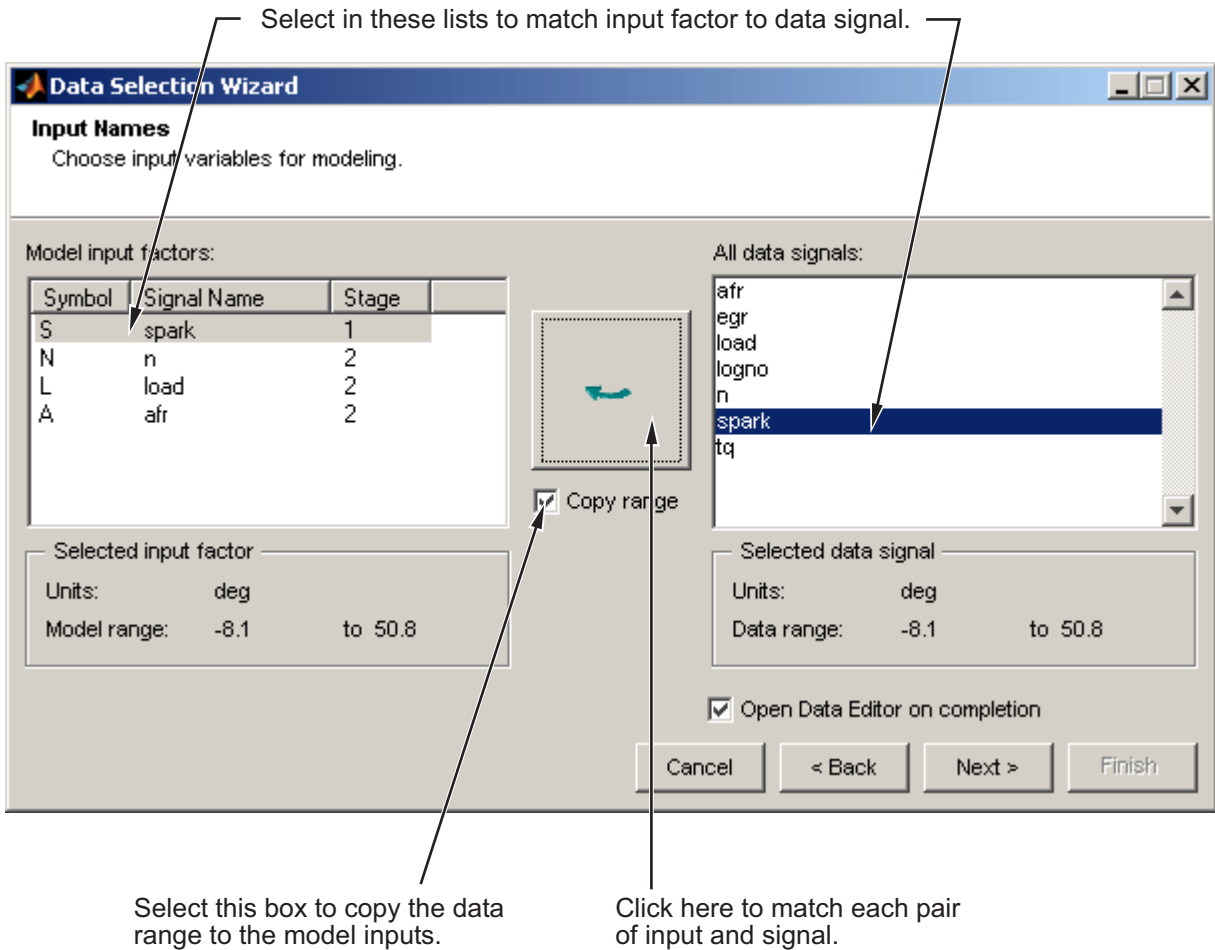 Select in these lists to match input factor to data signal.
Data Selection Wizard
Input Names
Choose input variables for modeling.
Model input factors:
Symbol Signal Name Stage
S spark 1
N n 2
L load 2
A afr 2
Copy range
All data signals:
afr
egr
load
logno
n
spark
tq
Selected input factor
Units: deg
Model range: -8.1 to 50.8
Selected data signal
Units: deg
Data range: -8.1 to 50.8
Open Data Editor on completion
Cancel < Back Next > Finish
Select this box to copy the data
range to the model inputs.
Click here to match each pair
of input and signal.